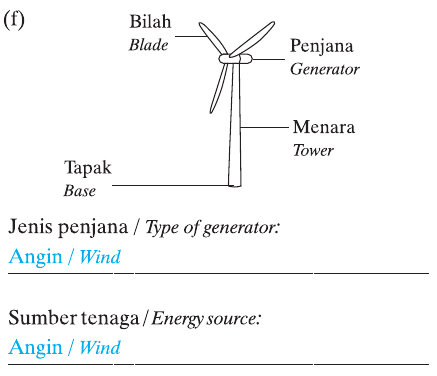 (f)
Bilah
Blade
Penjana
Generator
Menara
Tower
Tapak
Base
Jenis penjana / Type of generator:
Angin / Wind
Sumber tenaga / Energy source:
Angin / Wind